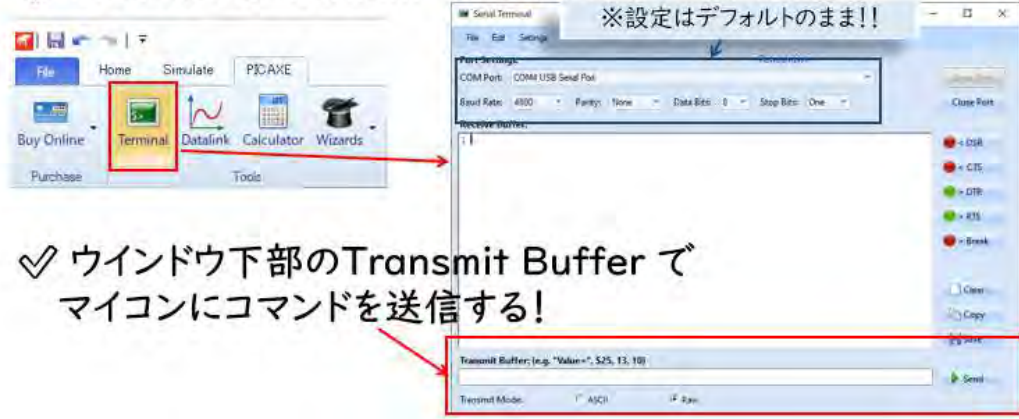 ※設定はデフォルトのまま!!
File
Home
Simulate
PICAXE
Buy Online
Terminal
Datalink
Calculator
Wizards
Purchase
Tools
Serial Terminal
File Edit Settings
Port Settings
COM Port: COM4 USB Serial Port
Baud Rate: 4800 Parity: None Data Bits: 8 Stop Bits: One
Close Port
Receive Buffer:
< DSR
< CTS
> DTR
> RTS
> Break
Clear
Copy
Save
ウインドウ下部のTransmit Buffer で
マイコンにコマンドを送信する!
Transmit Buffer: (e.g. "Value=", $25, 13, 10)
Send
Transmit Mode: ASCII Raw